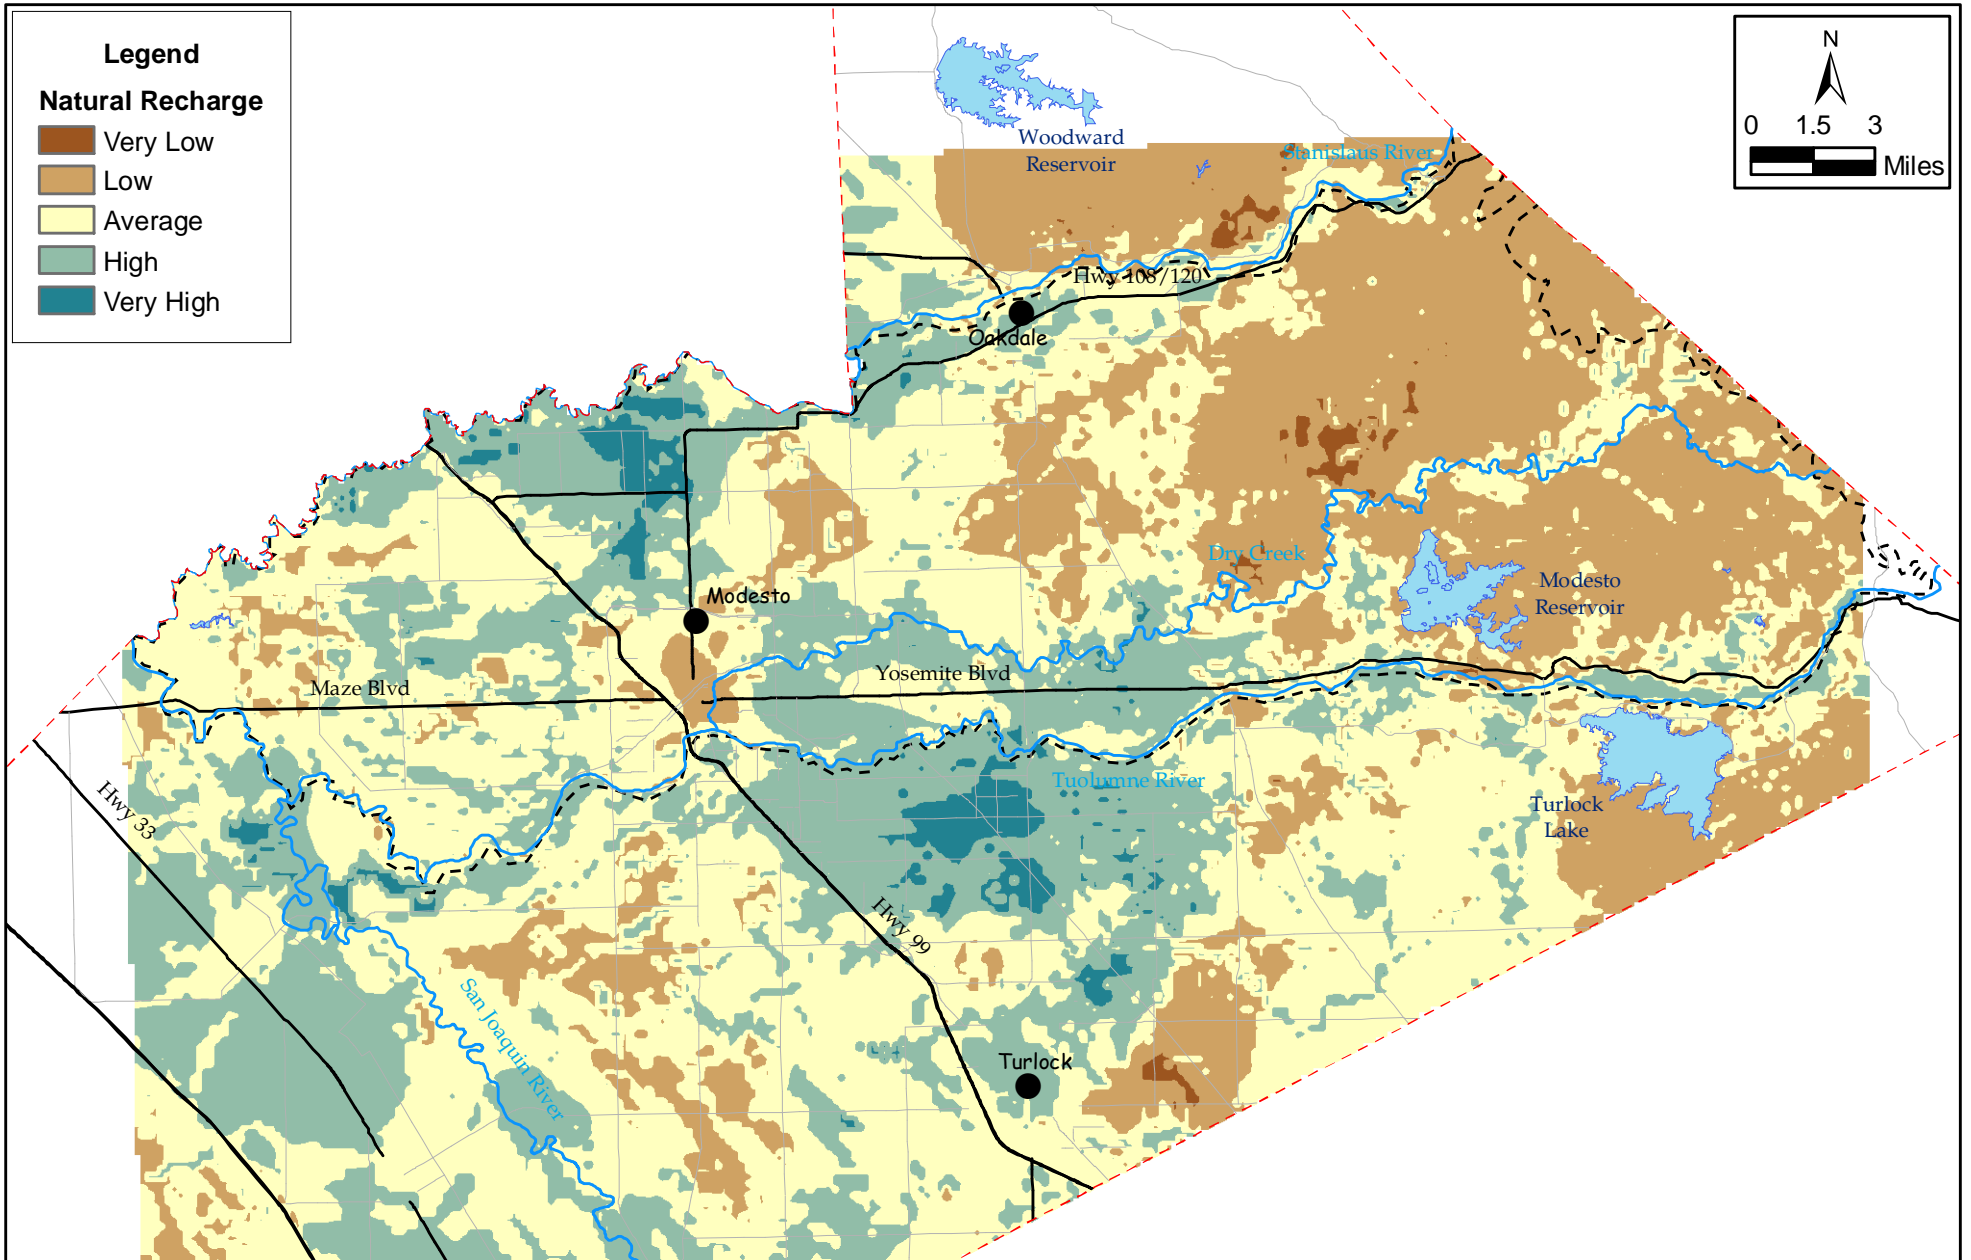 Legend
Natural Recharge
Very Low
Low
Average
High
Very High
N
0 1.5 3
Miles
Woodward
Reservoir
Stanislaus River
Hwy 108/120
Oakdale
Dry Creek
Modesto
Reservoir
Modesto
Maze Blvd
Yosemite Blvd
Tuolumne River
Turlock
Lake
Hwy 33
Hwy 99
San Joaquin River
Turlock